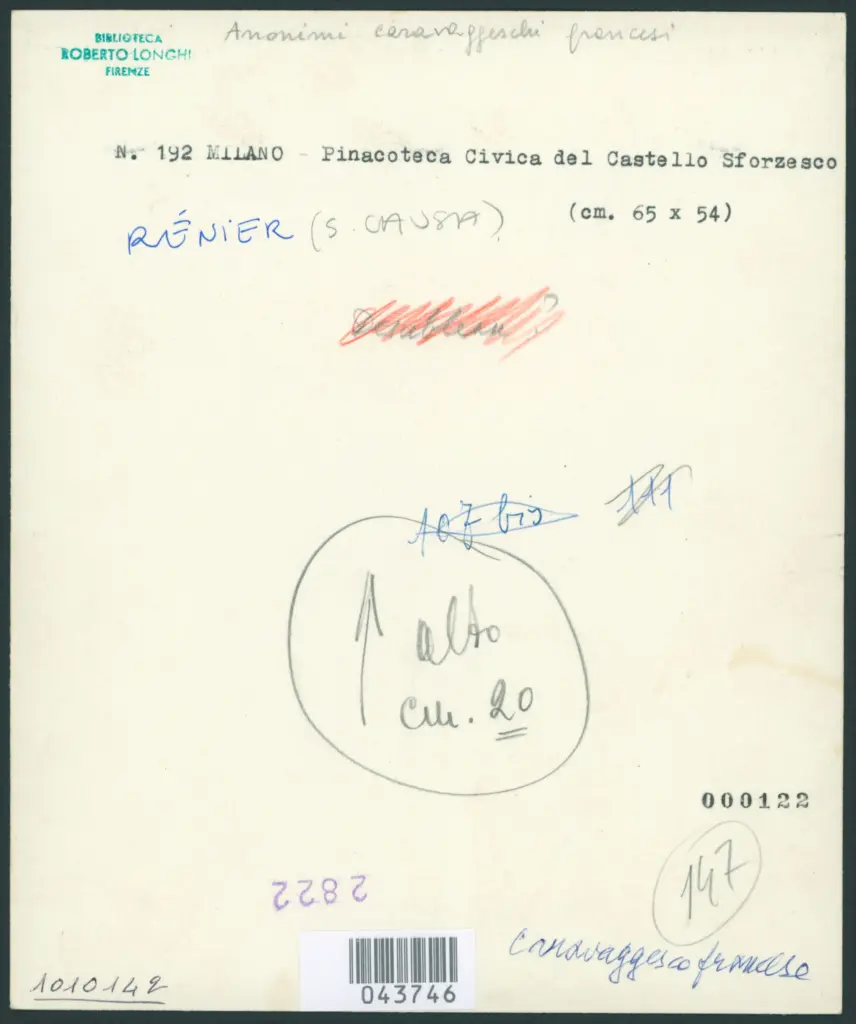 BIBLIOTECA
ROBERTO LONGHI
FIRENZE
Anonimi caravaggeschi francesi
N. 192 MILANO - Pinacoteca Civica del Castello Sforzesco
(cm. 65 x 54)
RÉNIER (S. CAUSA)
?
107 bis
111
alto
cm. 20
000122
147
2822
Caravaggesco francese
043746
1010142